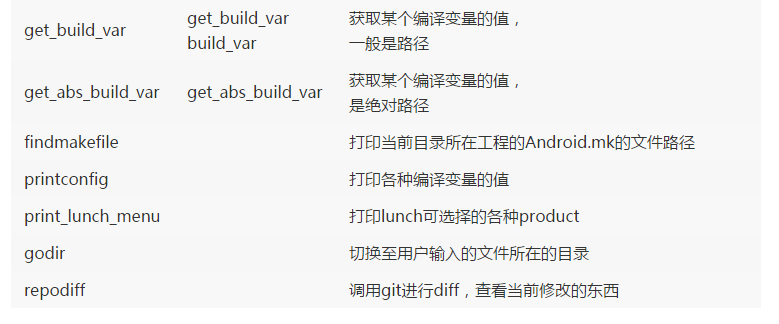 get_build_var get_build_var 获取某个编译变量的值，
build_var 一般是路径
get_abs_build_var get_abs_build_var 获取某个编译变量的值，
是绝对路径
findmakefile 打印当前目录所在工程的Android.mk的文件路径
printconfig 打印各种编译变量的值
print_lunch_menu 打印lunch可选择的各种product
godir 切换至用户输入的文件所在的目录
repodiff 调用git进行diff，查看当前修改的东西